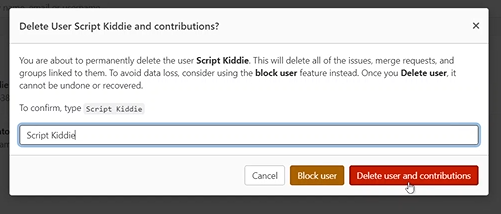 Delete User Script Kiddie and contributions?
You are about to permanently delete the user Script Kiddie. This will delete all of the issues, merge requests, and
groups linked to them. To avoid data loss, consider using the block user feature instead. Once you Delete user, it
cannot be undone or recovered.
To confirm, type Script Kiddie
Script Kiddie
Cancel Block user Delete user and contributions